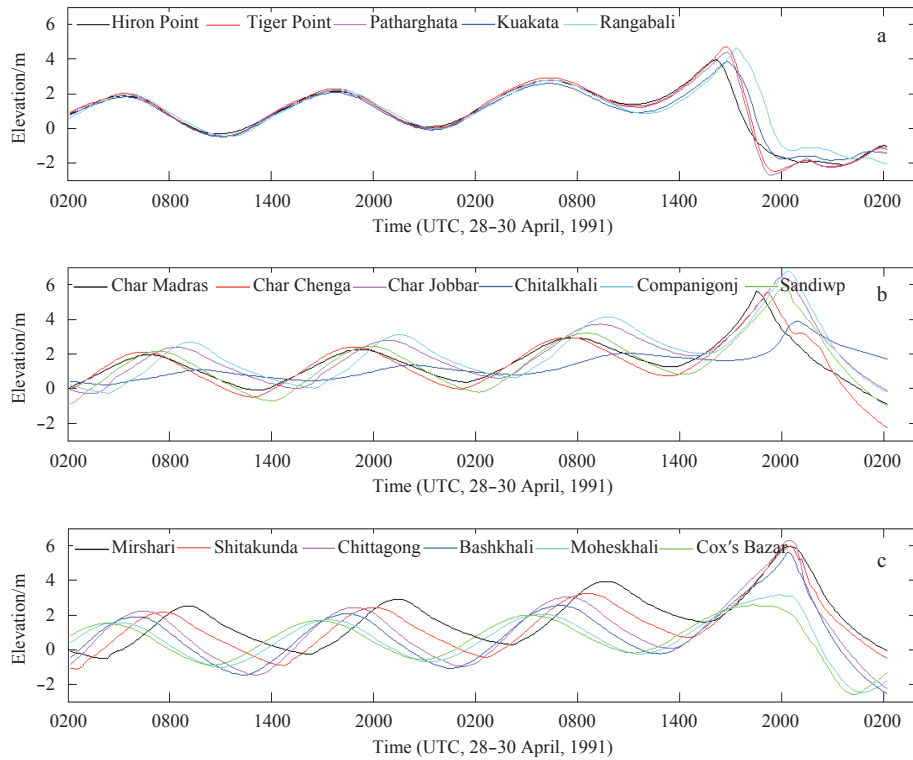 Hiron Point Tiger Point Patharghata Kuakata Rangabali
a
6
4
2
0
−2
Elevation/m
0200 0800 1400 2000 0200 0800 1400 2000 0200
Time (UTC, 28−30 April, 1991)
Char Madras Char Chenga Char Jobbar Chitalkhali Companigonj Sandiwp
b
6
4
2
0
−2
Elevation/m
0200 0800 1400 2000 0200 0800 1400 2000 0200
Time (UTC, 28−30 April, 1991)
Mirshari Shitakunda Chittagong Bashkhali Moheskhali Cox's Bazar
c
6
4
2
0
−2
Elevation/m
0200 0800 1400 2000 0200 0800 1400 2000 0200
Time (UTC, 28−30 April, 1991)